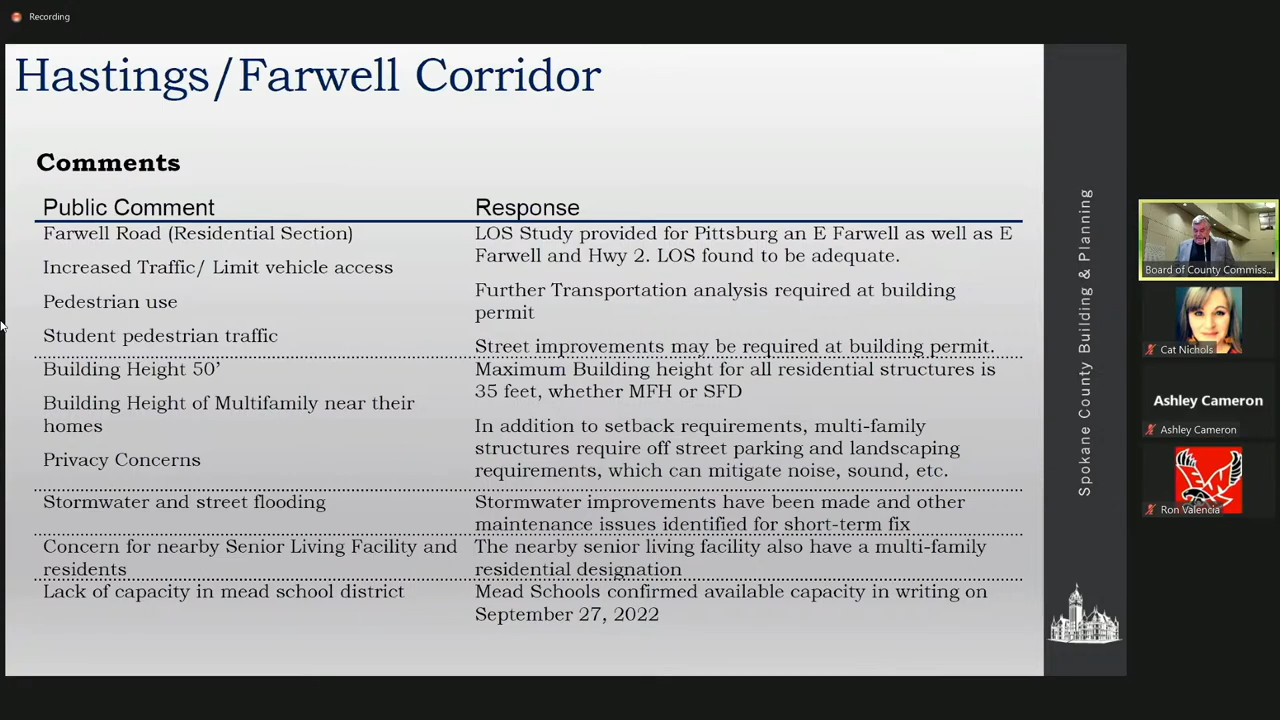 Recording
Hastings/Farwell Corridor
Comments
Public Comment
Response
Farwell Road (Residential Section)
Increased Traffic/ Limit vehicle access
Pedestrian use
Student pedestrian traffic
LOS Study provided for Pittsburg an E Farwell as well as E
Farwell and Hwy 2. LOS found to be adequate.
Further Transportation analysis required at building
permit
Street improvements may be required at building permit.
Building Height 50’
Building Height of Multifamily near their
homes
Privacy Concerns
Maximum Building height for all residential structures is
35 feet, whether MFH or SFD
In addition to setback requirements, multi-family
structures require off street parking and landscaping
requirements, which can mitigate noise, sound, etc.
Stormwater and street flooding
Stormwater improvements have been made and other
maintenance issues identified for short-term fix
Concern for nearby Senior Living Facility and
residents
The nearby senior living facility also have a multi-family
residential designation
Lack of capacity in mead school district
Mead Schools confirmed available capacity in writing on
September 27, 2022
Spokane County Building & Planning
Board of County Commiss...
Cat Nichols
Ashley Cameron
Ashley Cameron
Ron Valencia